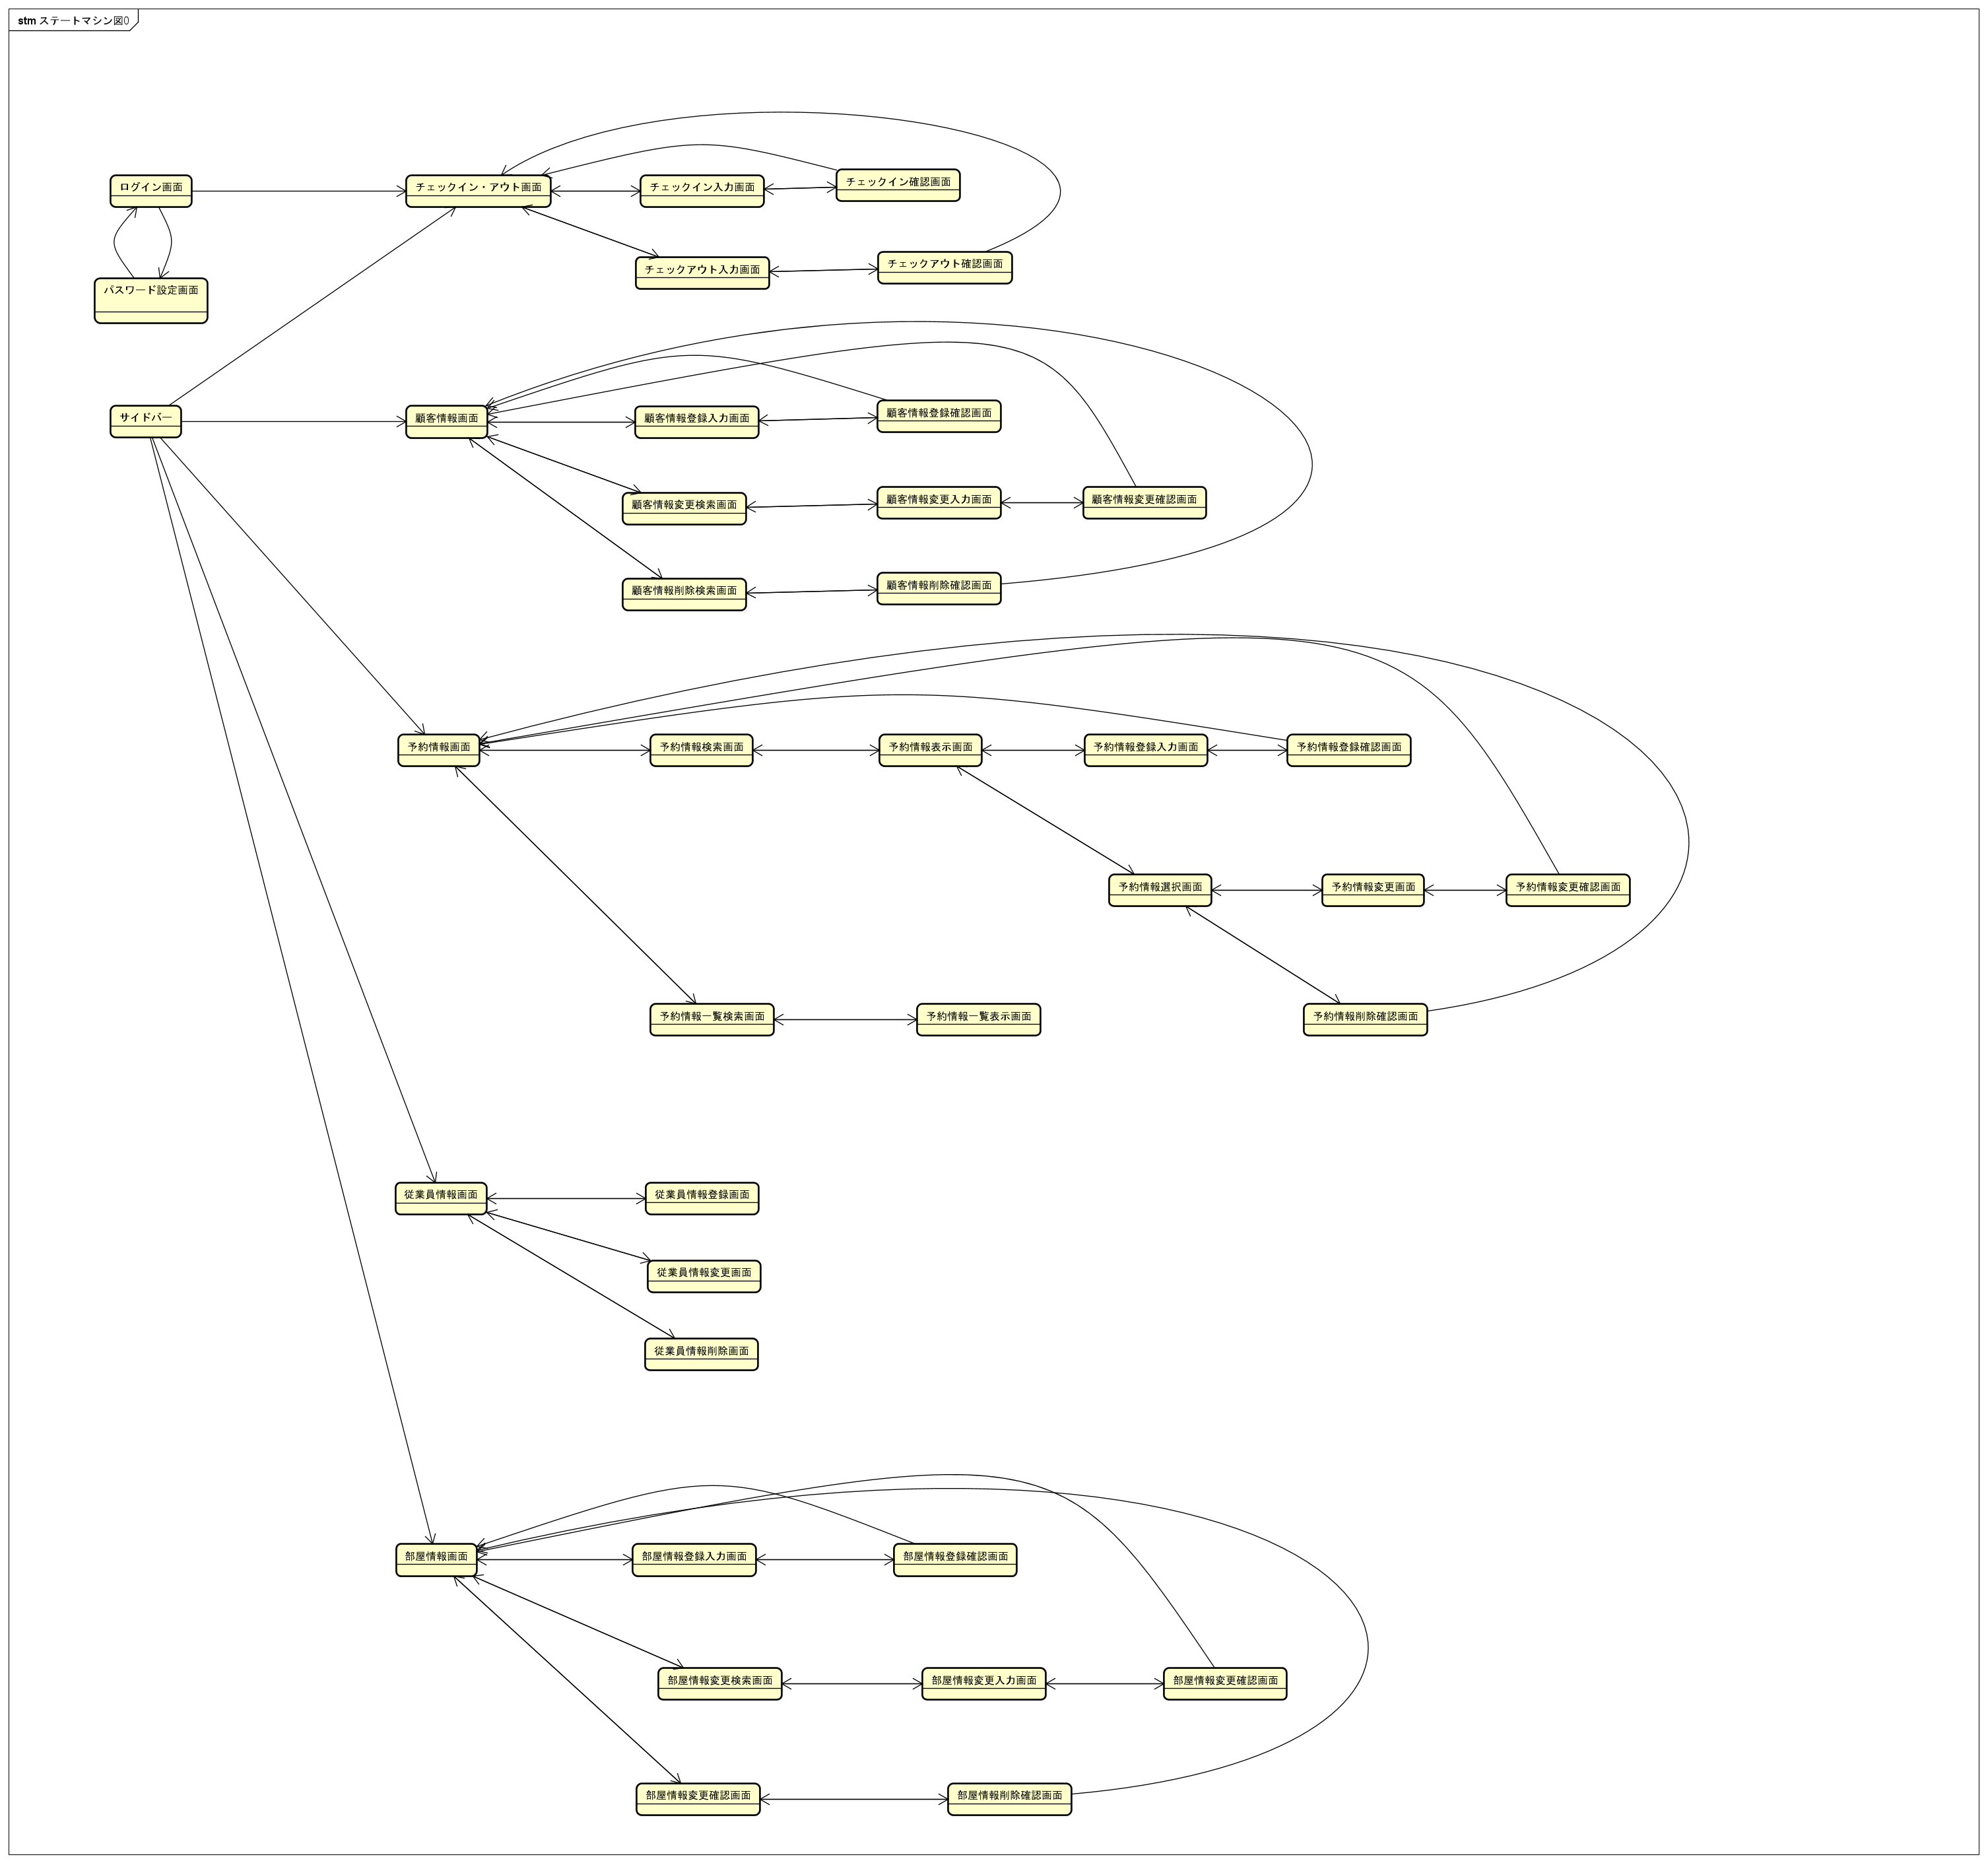 stm ステートマシン図0
ログイン画面
チェックイン・アウト画面
チェックイン入力画面
チェックイン確認画面
チェックアウト入力画面
チェックアウト確認画面
パスワード設定画面
サイドバー
顧客情報画面
顧客情報登録入力画面
顧客情報登録確認画面
顧客情報変更検索画面
顧客情報変更入力画面
顧客情報変更確認画面
顧客情報削除検索画面
顧客情報削除確認画面
予約情報画面
予約情報検索画面
予約情報表示画面
予約情報登録入力画面
予約情報登録確認画面
予約情報選択画面
予約情報変更画面
予約情報変更確認画面
予約情報一覧検索画面
予約情報一覧表示画面
予約情報削除確認画面
従業員情報画面
従業員情報登録画面
従業員情報変更画面
従業員情報削除画面
部屋情報画面
部屋情報登録入力画面
部屋情報登録確認画面
部屋情報変更検索画面
部屋情報変更入力画面
部屋情報変更確認画面
部屋情報変更確認画面
部屋情報削除確認画面